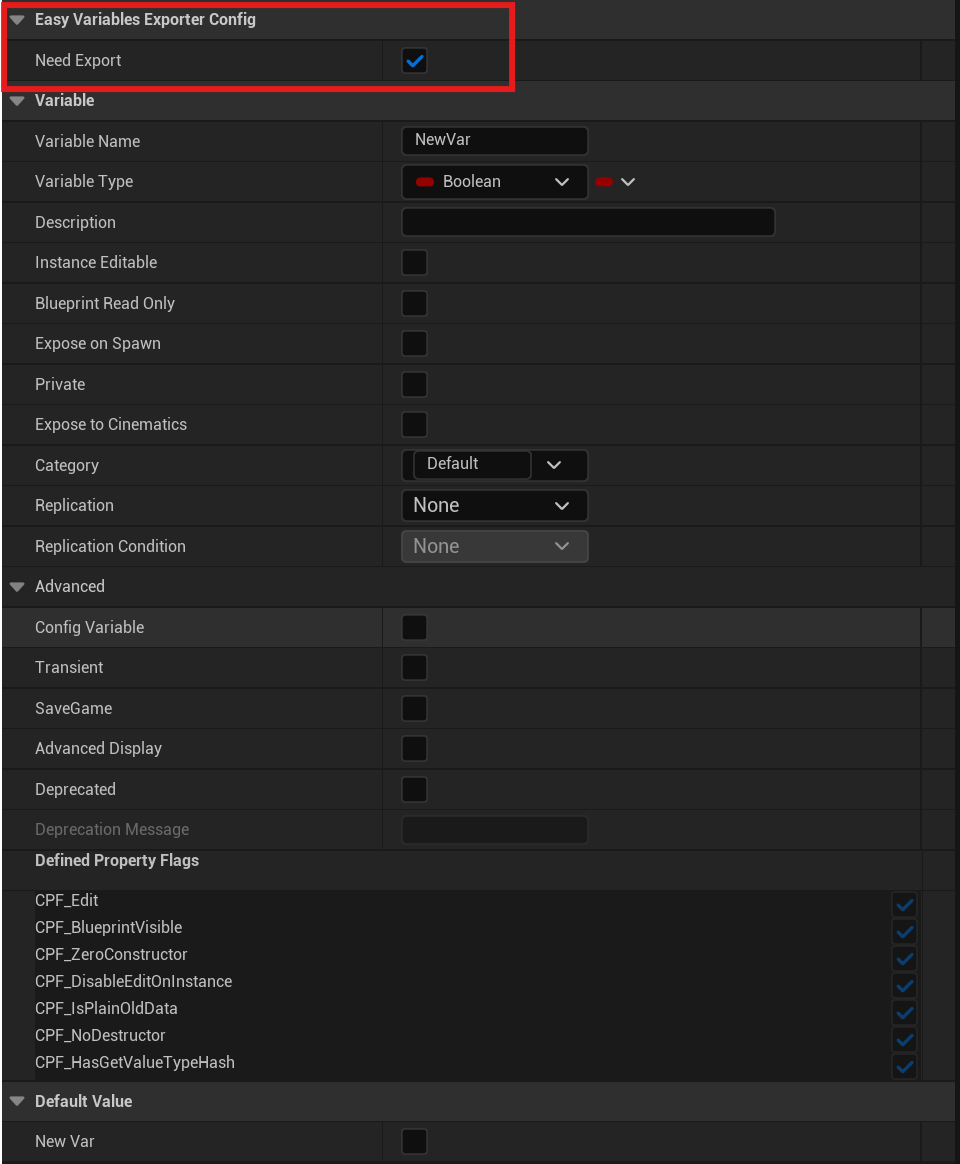 Easy Variables Exporter Config
Need Export
Variable
Variable Name NewVar
Variable Type Boolean
Description
Instance Editable
Blueprint Read Only
Expose on Spawn
Private
Expose to Cinematics
Category Default
Replication None
Replication Condition None
Advanced
Config Variable
Transient
SaveGame
Advanced Display
Deprecated
Deprecation Message
Defined Property Flags
CPF_Edit
CPF_BlueprintVisible
CPF_ZeroConstructor
CPF_DisableEditOnInstance
CPF_IsPlainOldData
CPF_NoDestructor
CPF_HasGetValueTypeHash
Default Value
New Var